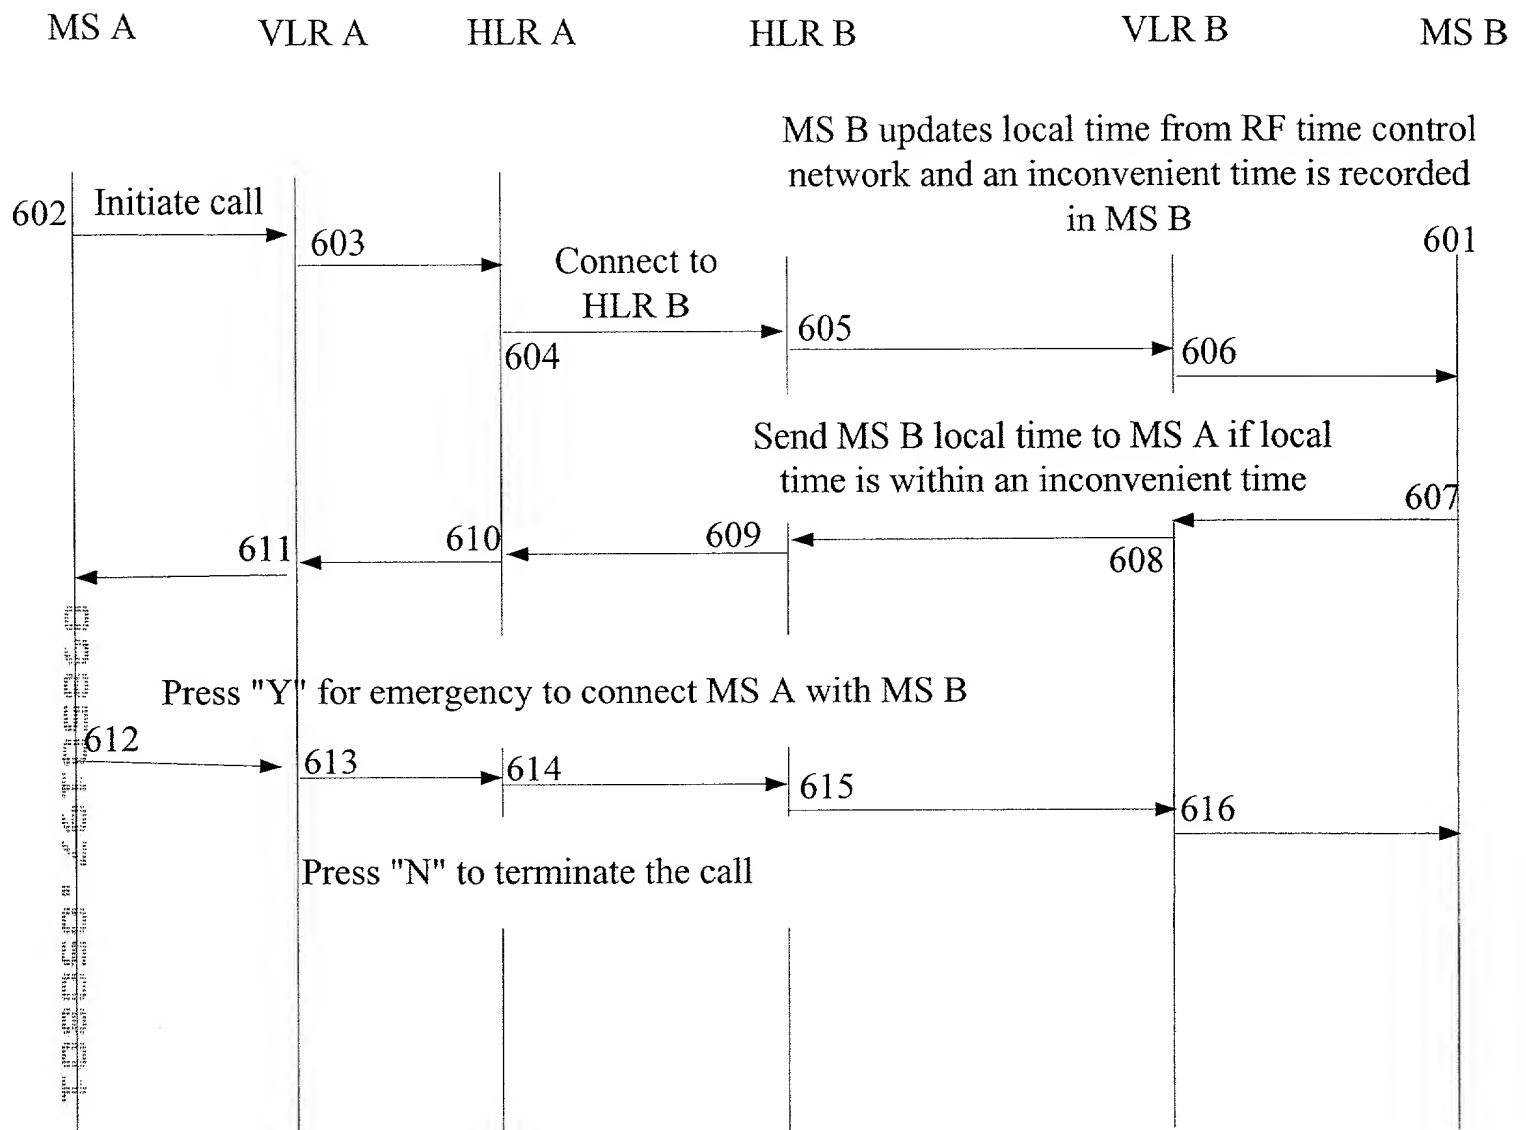 MS A VLR A HLR A HLR B VLR B MS B
MS B updates local time from RF time control
network and an inconvenient time is recorded
in MS B
601
602 Initiate call
603
Connect to
HLR B
604
605
606
Send MS B local time to MS A if local
time is within an inconvenient time
607
608
609
610
611
Press "Y" for emergency to connect MS A with MS B
612
613
614
615
616
Press "N" to terminate the call